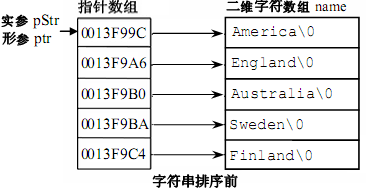 指针数组 二维字符数组 name
实参 pStr
形参 ptr
0013F99C America\0
0013F9A6 England\0
0013F9B0 Australia\0
0013F9BA Sweden\0
0013F9C4 Finland\0
字符串排序前